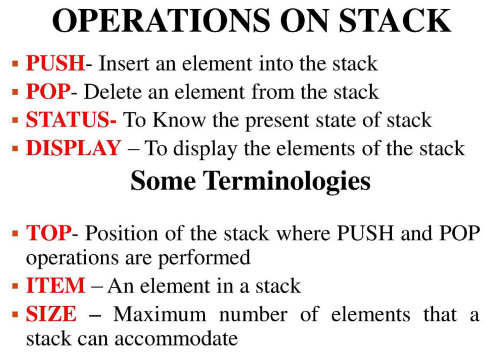 OPERATIONS ON STACK
▪ PUSH- Insert an element into the stack
▪ POP- Delete an element from the stack
▪ STATUS- To Know the present state of stack
▪ DISPLAY – To display the elements of the stack
Some Terminologies
▪ TOP- Position of the stack where PUSH and POP
operations are performed
▪ ITEM – An element in a stack
▪ SIZE – Maximum number of elements that a
stack can accommodate